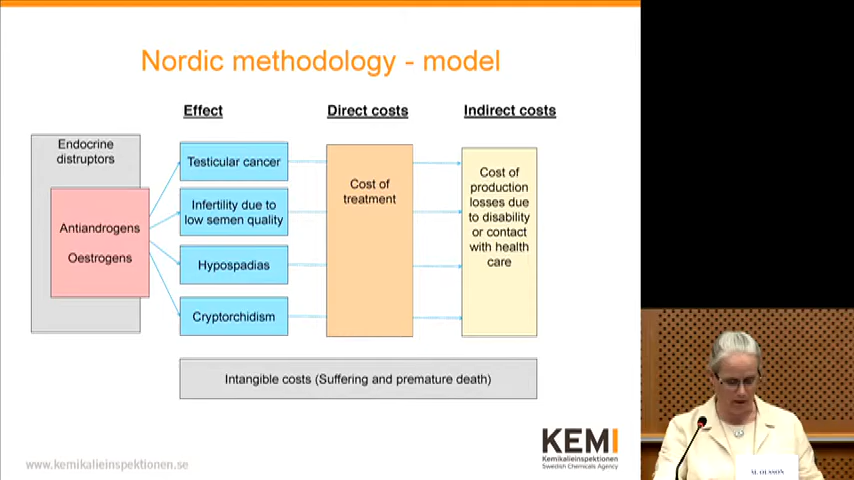 Nordic methodology - model
Effect
Direct costs
Indirect costs
Endocrine
distruptors
Antiandrogens
Oestrogens
Testicular cancer
Infertility due to
low semen quality
Hypospadias
Cryptorchidism
Cost of
treatment
Cost of
production
losses due
to disability
or contact
with health
care
Intangible costs (Suffering and premature death)
KEMI
Kemikalieinspektionen
Swedish Chemicals Agency
www.kemikalieinspektionen.se
M. OLSSON